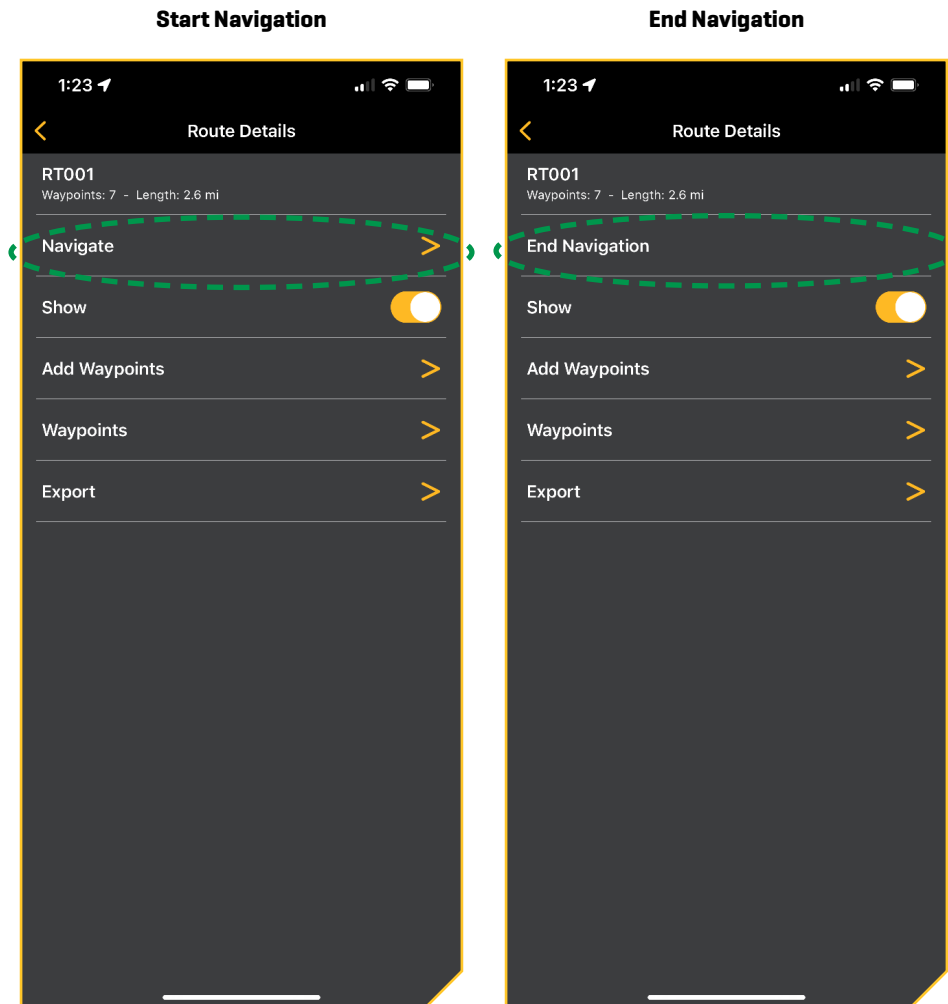 Start Navigation
1:23
Route Details
RT001
Waypoints: 7 - Length: 2.6 mi
Navigate
Show
Add Waypoints
Waypoints
Export
End Navigation
1:23
Route Details
RT001
Waypoints: 7 - Length: 2.6 mi
End Navigation
Show
Add Waypoints
Waypoints
Export